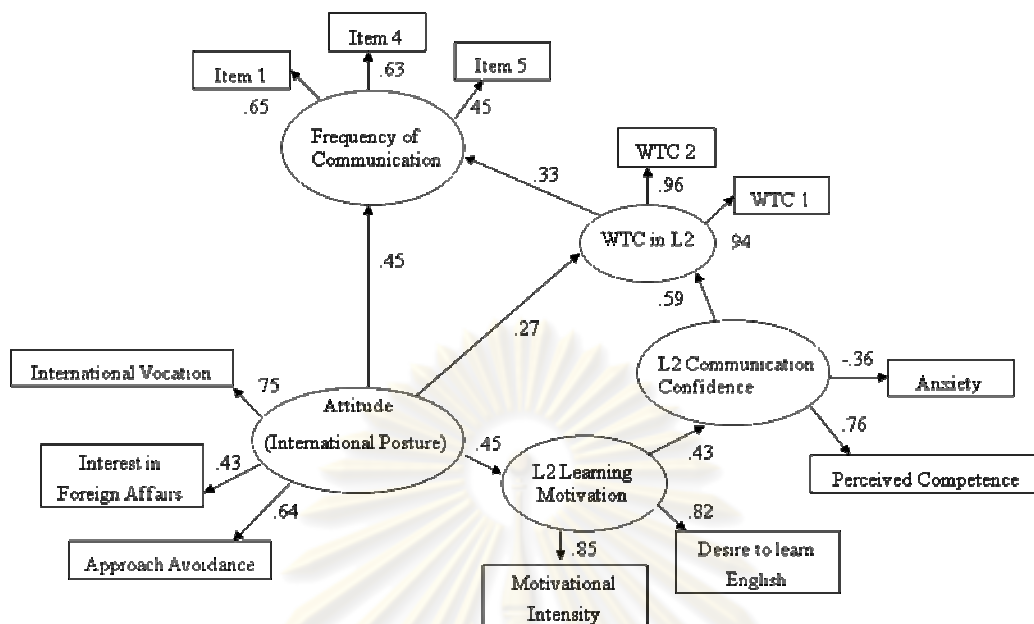 Item 4
Item 1
.63
Item 5
.65
45
Frequency of
Communication
WTC 2
.33
.96
WTC 1
WTC in L2
94
.45
.59
.27
International Vocation
75
L2 Communication
Confidence
-.36
Anxiety
Attitude
(International Posture)
.76
.45
.43
Interest in
Foreign Affairs
.43
L2 Learning
Motivation
Perceived Competence
.64
.82
Approach Avoidance
.85
Desire to learn
English
Motivational
Intensity